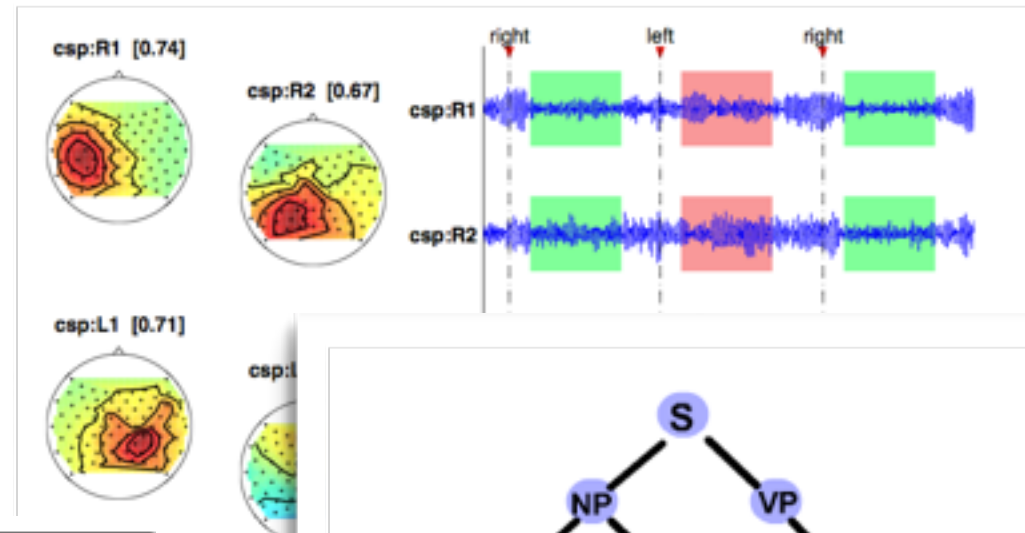 csp:R1 [0.74]
csp:R2 [0.67]
csp:L1 [0.71]
right
left
right
csp:R1
csp:R2
S
NP
VP